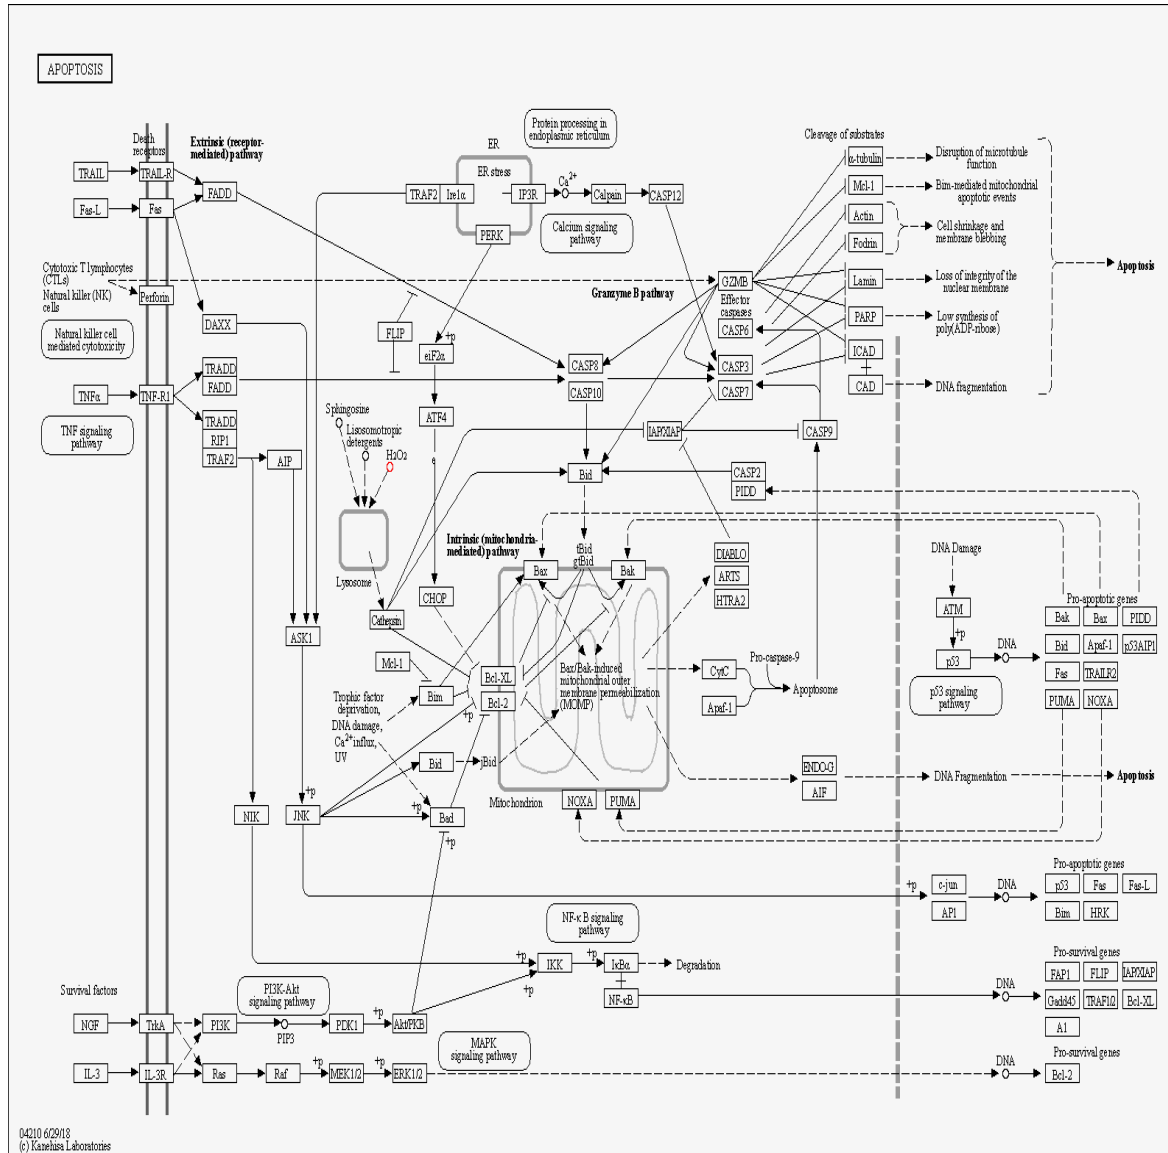 APOPTOSIS
Protein processing in
endoplasmic reticulum
Death
receptors
Extrinsic (receptor-
mediated) pathway
ER
ER stress
Cleavage of substrates
TRAIL
TRAIL-R
FADD
Fas-L
Fas
TRAF2
Ire1α
IP3R
Ca2+
Calpain
CASP12
PERK
Calcium signaling
pathway
α-tubulin
Disruption of microtubule
function
Mcl-1
Bim-mediated mitochondrial
apoptotic events
Actin
Fodrin
Cell shrinkage and
membrane blebbing
Apoptosis
Cytotoxic T lymphocytes
(CTLs)
Natural killer (NK)
cells
Perforin
Granzyme B pathway
GZMB
Lamin
Loss of integrity of the
nuclear membrane
Effector
caspases
CASP6
PARP
Low synthesis of
poly(ADP-ribose)
Natural killer cell
mediated cytotoxicity
DAXX
FLIP
+p
eiF2α
CASP8
CASP3
ICAD
TNFα
TNF-R1
TRADD
FADD
CASP10
CASP7
CAD
DNA fragmentation
TNF signaling
pathway
TRADD
RIP1
TRAF2
AIP
Sphingosine
Lisosomotropic
detergents
H2O2
ATF4
e
IAP/XIAP
CASP9
Bid
CASP2
PIDD
Intrinsic (mitochondria-
mediated) pathway
tBid
gtBid
Lysosome
Bax
Bak
DIABLO
ARTS
HTRA2
DNA Damage
ATM
+p
p53
DNA
p53 signaling
pathway
Pro-apoptotic genes
Bak
Bax
PIDD
Bid
Apaf-1
p53AIP1
Fas
TRAILR2
PUMA
NOXA
Cathepsin
CHOP
ASK1
Mcl-1
Bim
Bcl-XL
Bcl-2
+p
Bax/Bak-induced
mitochondrial outer
membrane permeabilization
(MOMP)
CytC
Apaf-1
Pro-caspase-9
Apoptosome
Trophic factor
deprivation,
DNA damage,
Ca2+ influx,
UV
Bid
jBid
ENDO-G
AIF
DNA Fragmentation
Apoptosis
Mitochondrion
NOXA
PUMA
NIK
+p
JNK
+p
Bad
+p
+p
c-jun
AP1
DNA
Pro-apoptotic genes
p53
Fas
Fas-L
Bim
HRK
NF-κB signaling
pathway
+p
IKK
+p
+p
IκBα
Degradation
NF-κB
DNA
Pro-survival genes
FAP1
FLIP
IAP/XIAP
Gadd45
TRAF1/2
Bcl-XL
A1
Survival factors
PI3K-Akt
signaling pathway
NGF
TrkA
PI3K
PIP3
PDK1
+p
Akt/PKB
MAPK
signaling pathway
IL-3
IL-3R
Ras
Raf
+p
MEK1/2
+p
ERK1/2
DNA
Pro-survival genes
Bcl-2
04210 6/29/18
(c) Kanehisa Laboratories